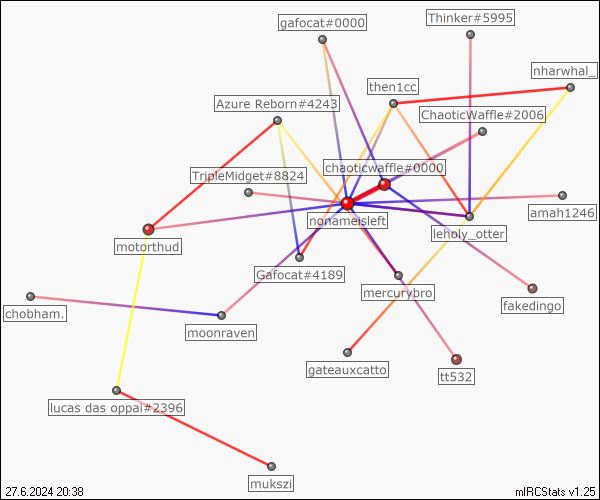 gafocat#0000
Thinker#5995
nharwhal_
then1cc
Azure Reborn#4243
ChaoticWaffle#2006
chaoticwaffle#0000
TripleMidget#8824
nonameisleft
amah1246
leholy_otter
motorthud
Gafocat#4189
mercurybro
fakedingo
chobham.
moonraven
gateauxcatto
tt532
lucas das oppai#2396
mukszi
27.6.2024 20:38
mIRCStats v1.25